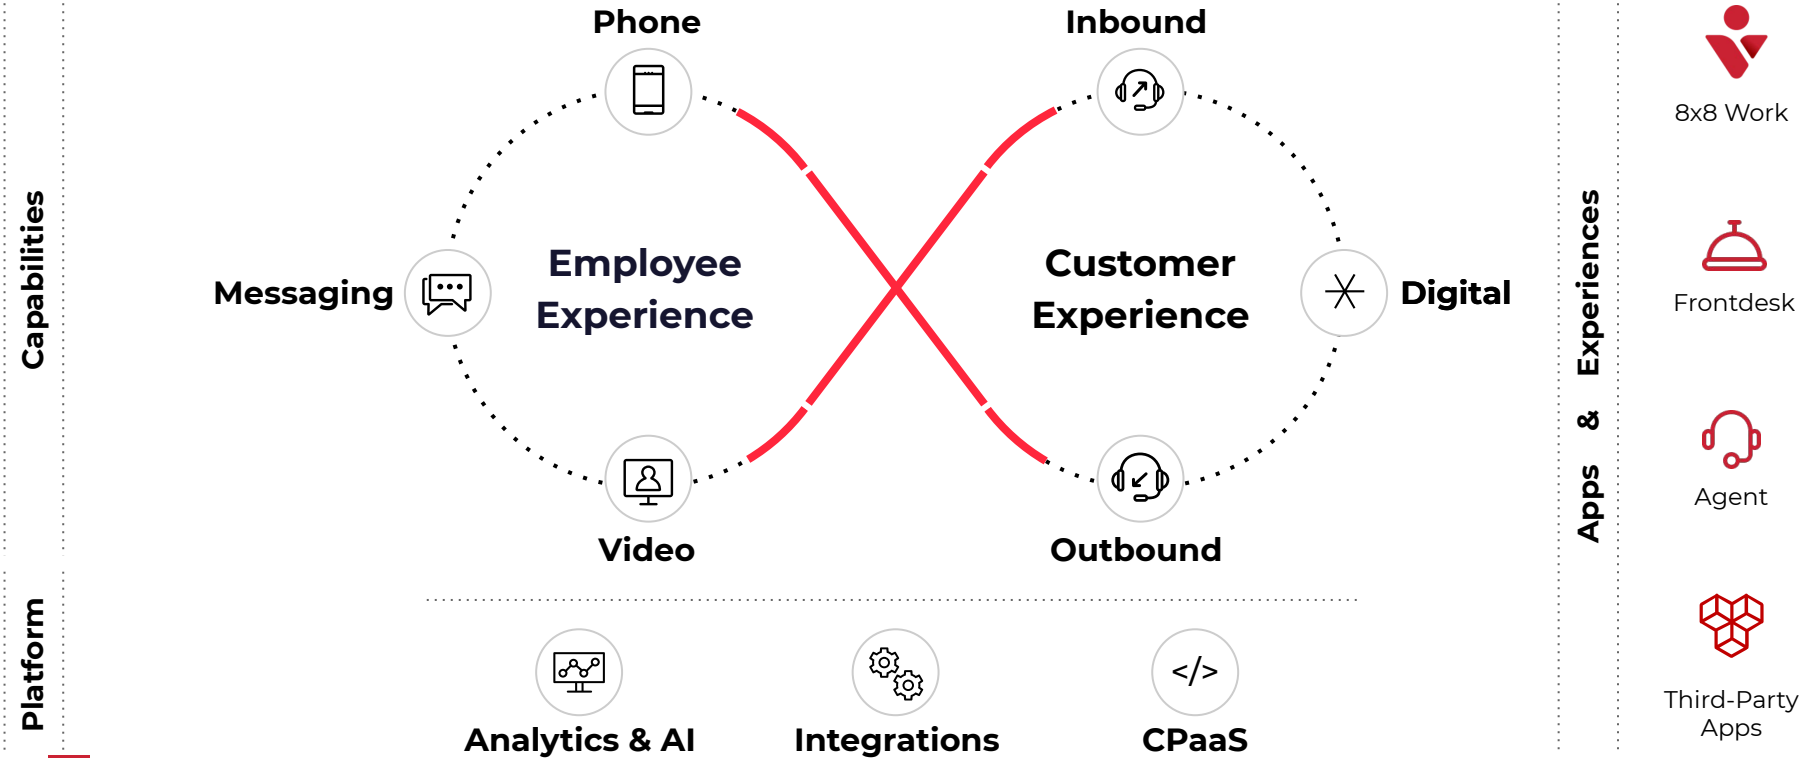 Phone
Inbound
8x8 Work
Capabilities
Messaging
Employee
Experience
Customer
Experience
Digital
Apps & Experiences
Frontdesk
Agent
Video
Outbound
Platform
Analytics & AI
Integrations
</>
CPaaS
Third-Party
Apps